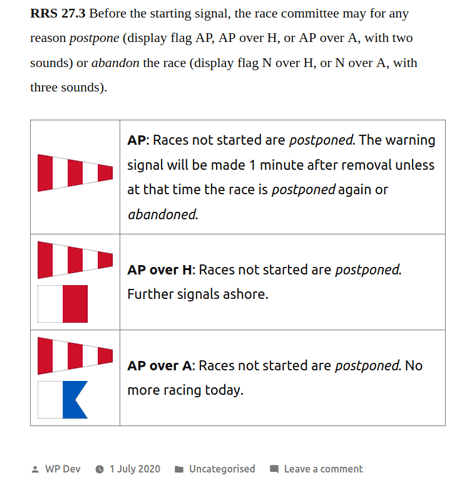 RRS 27.3 Before the starting signal, the race committee may for any
reason postpone (display flag AP, AP over H, or AP over A, with two
sounds) or abandon the race (display flag N over H, or N over A, with
three sounds).
AP: Races not started are postponed. The warning
signal will be made 1 minute after removal unless
at that time the race is postponed again or
abandoned.
AP over H: Races not started are postponed.
Further signals ashore.
AP over A: Races not started are postponed. No
more racing today.
WP Dev 1 July 2020 Uncategorised Leave a comment